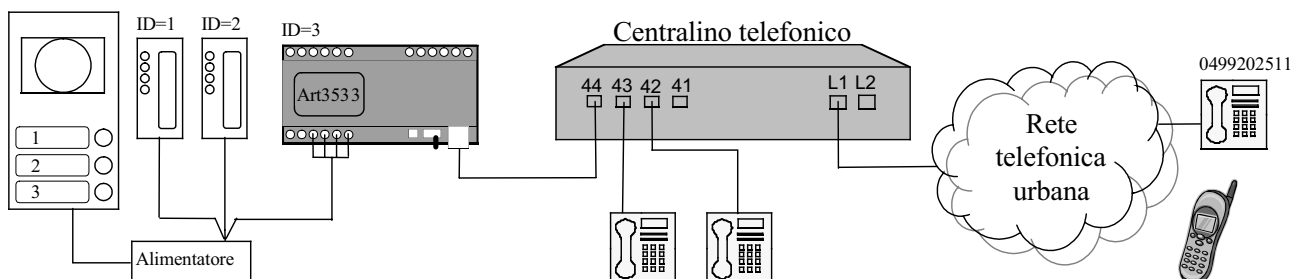 ID=1
ID=2
ID=3
Centralino telefonico
0499202511
Art3533
44 43 42 41
L1 L2
1
2
3
Rete
telefonica
urbana
Alimentatore